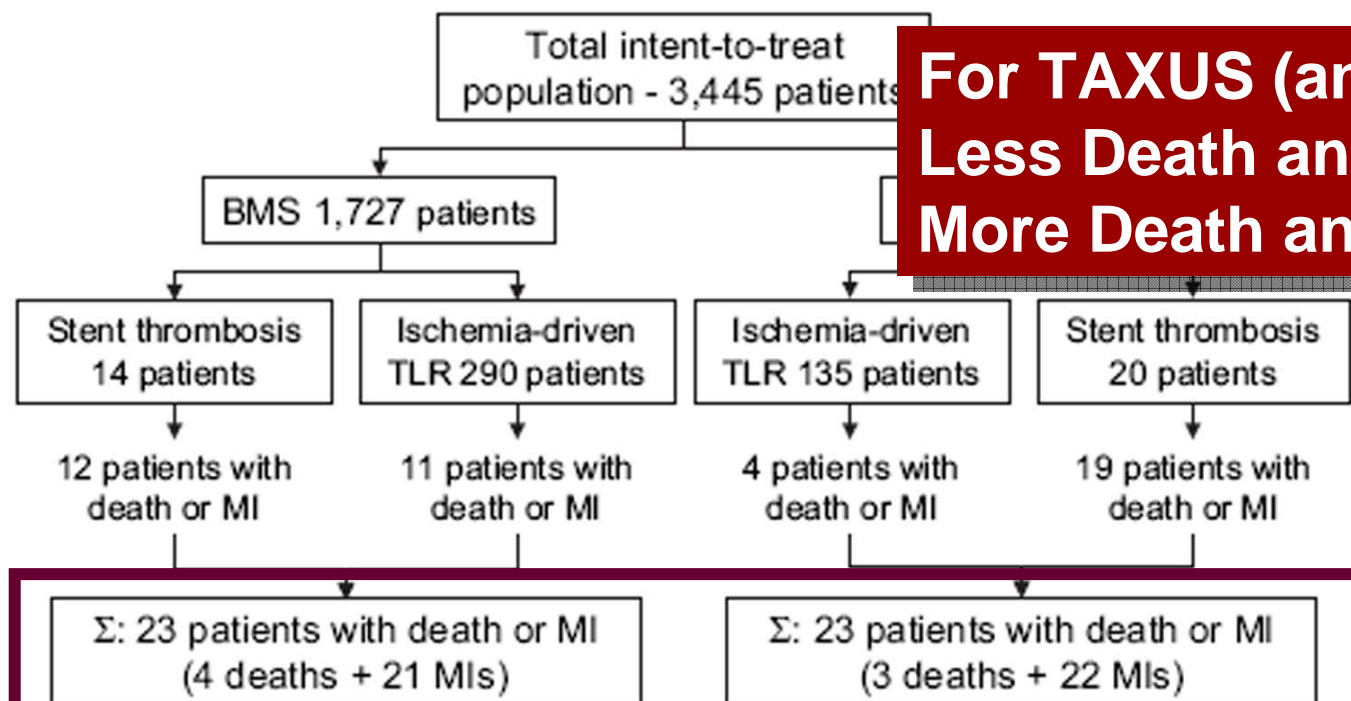 Total intent-to-treat
population - 3,445 patients
For TAXUS (an
Less Death an
More Death an
BMS 1,727 patients
Stent thrombosis
14 patients
Ischemia-driven
TLR 290 patients
Ischemia-driven
TLR 135 patients
Stent thrombosis
20 patients
12 patients with
death or MI
11 patients with
death or MI
4 patients with
death or MI
19 patients with
death or MI
Σ: 23 patients with death or MI
(4 deaths + 21 MIs)
Σ: 23 patients with death or MI
(3 deaths + 22 MIs)